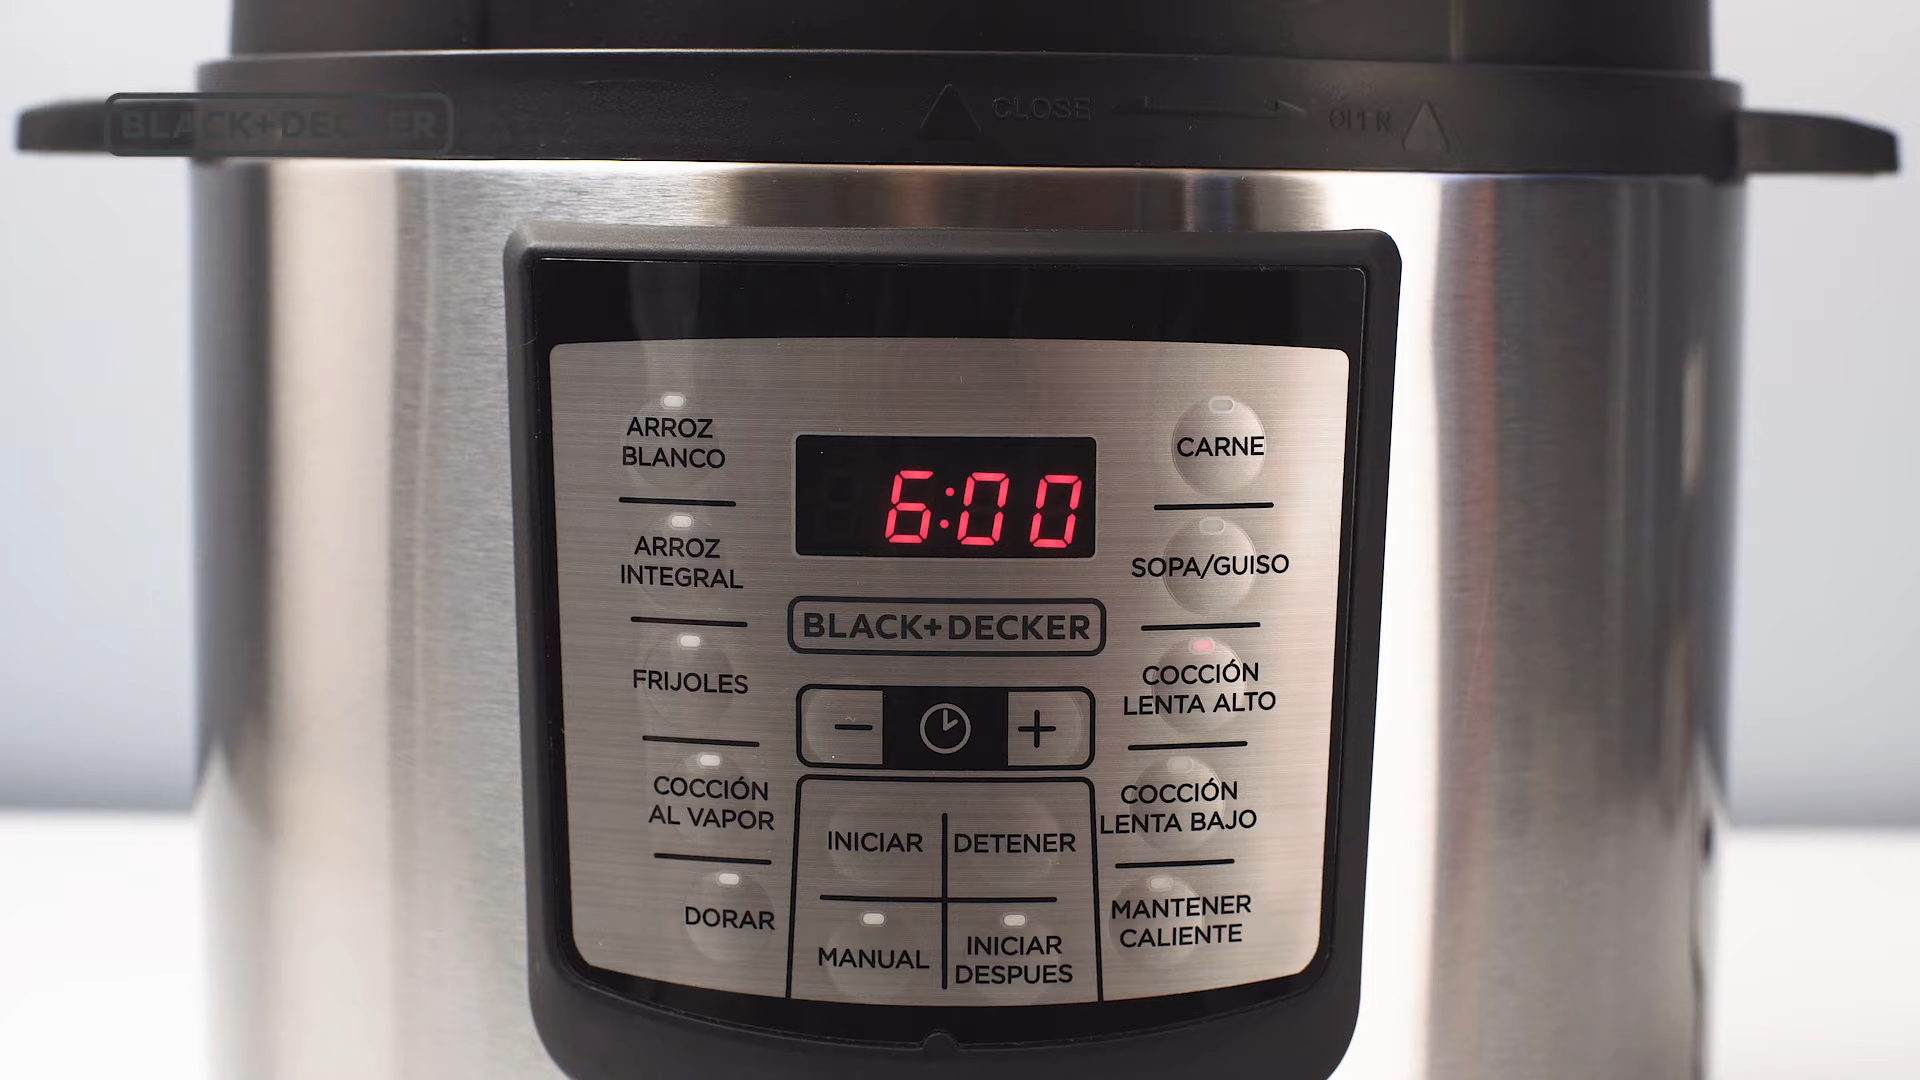 BLACK+DECKER
CLOSE
OPEN
ARROZ
BLANCO
ARROZ
INTEGRAL
FRIJOLES
COCCIÓN
AL VAPOR
DORAR
6:00
BLACK+DECKER
− +
INICIAR
DETENER
MANUAL
INICIAR
DESPUES
CARNE
SOPA/GUISO
COCCIÓN
LENTA ALTO
COCCIÓN
LENTA BAJO
MANTENER
CALIENTE